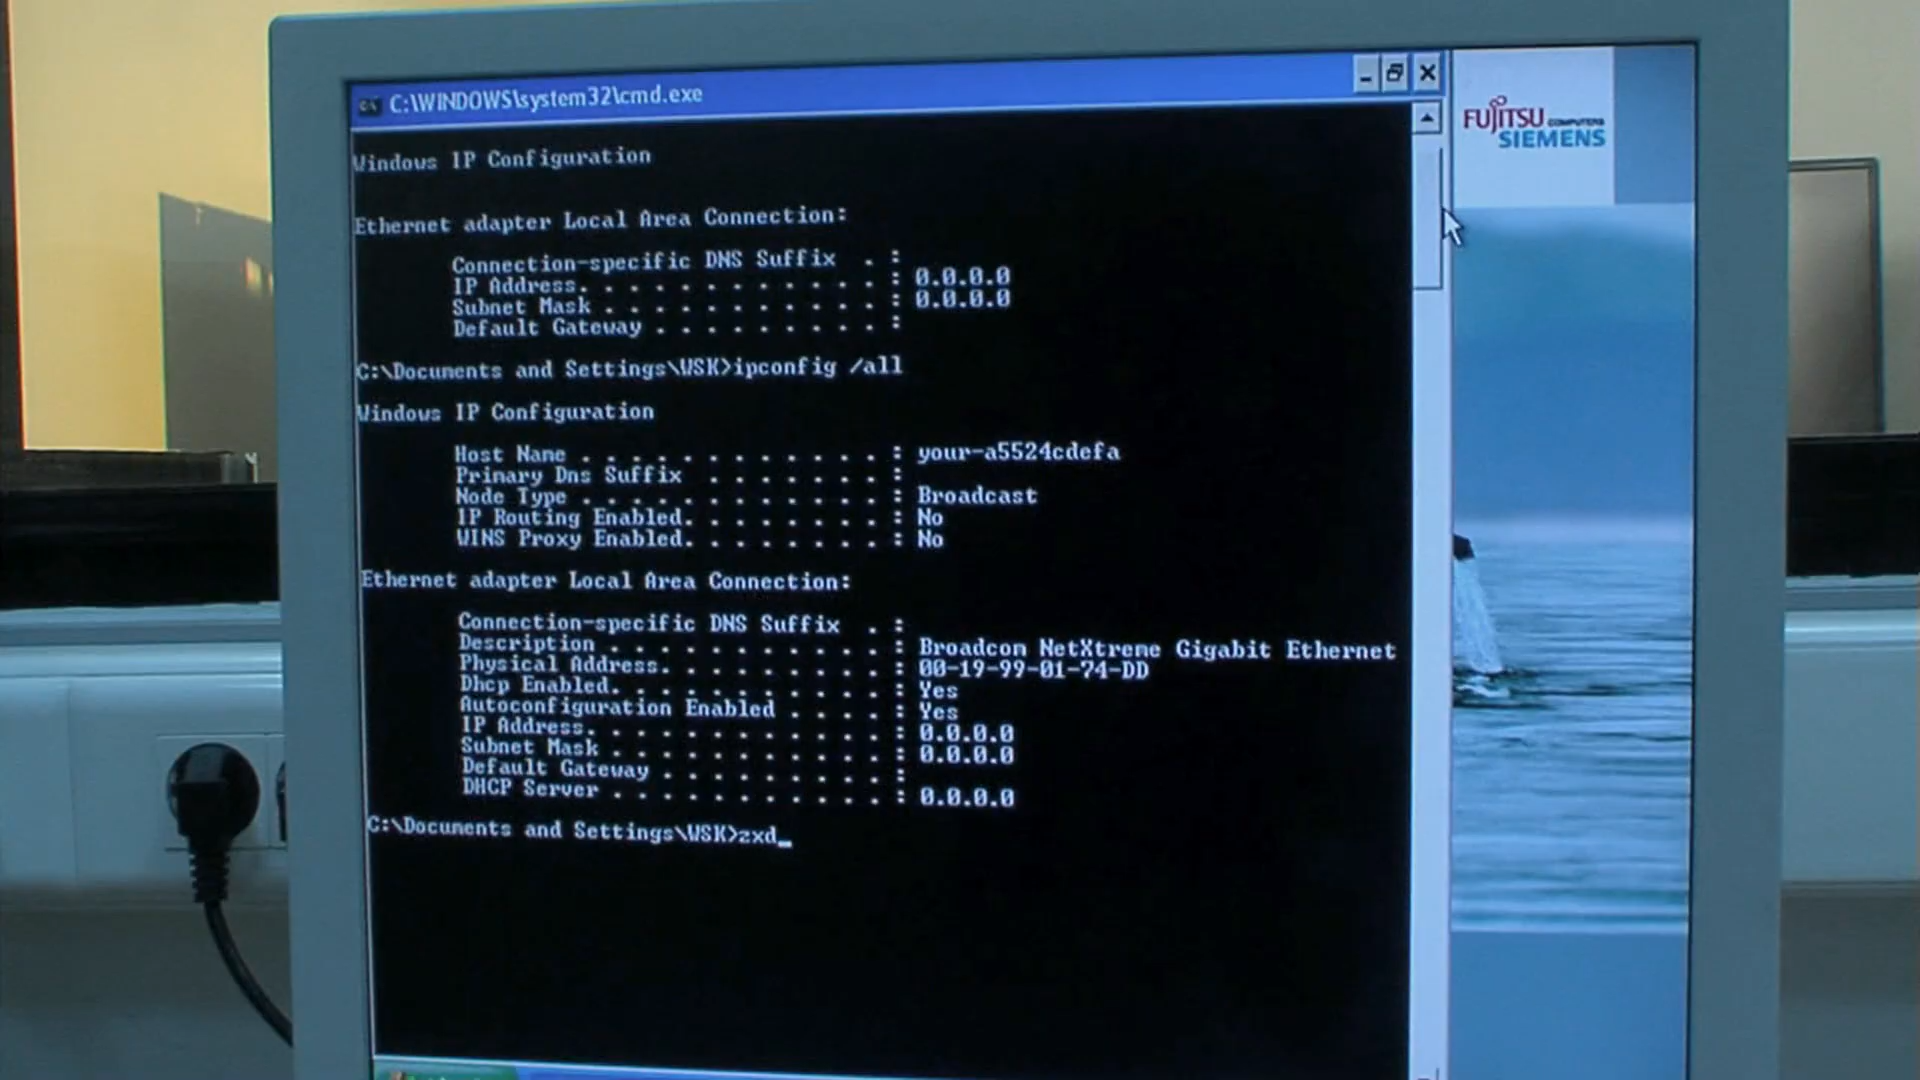 C:\WINDOWS\system32\cmd.exe
Windows IP Configuration
Ethernet adapter Local Area Connection:
Connection-specific DNS Suffix . :
IP Address. . . . . . . . . . . . : 0.0.0.0
Subnet Mask . . . . . . . . . . . : 0.0.0.0
Default Gateway . . . . . . . . . :
C:\Documents and Settings\WSK>ipconfig /all
Windows IP Configuration
Host Name . . . . . . . . . . . . : your-a5524cdefa
Primary Dns Suffix . . . . . . . :
Node Type . . . . . . . . . . . . : Broadcast
IP Routing Enabled. . . . . . . . : No
WINS Proxy Enabled. . . . . . . . : No
Ethernet adapter Local Area Connection:
Connection-specific DNS Suffix . :
Description . . . . . . . . . . . : Broadcom NetXtreme Gigabit Ethernet
Physical Address. . . . . . . . . : 00-19-99-01-74-DD
Dhcp Enabled. . . . . . . . . . . : Yes
Autoconfiguration Enabled . . . . : Yes
IP Address. . . . . . . . . . . . : 0.0.0.0
Subnet Mask . . . . . . . . . . . : 0.0.0.0
Default Gateway . . . . . . . . . :
DHCP Server . . . . . . . . . . . : 0.0.0.0
C:\Documents and Settings\WSK>zxd_
FUJITSU COMPUTERS
SIEMENS